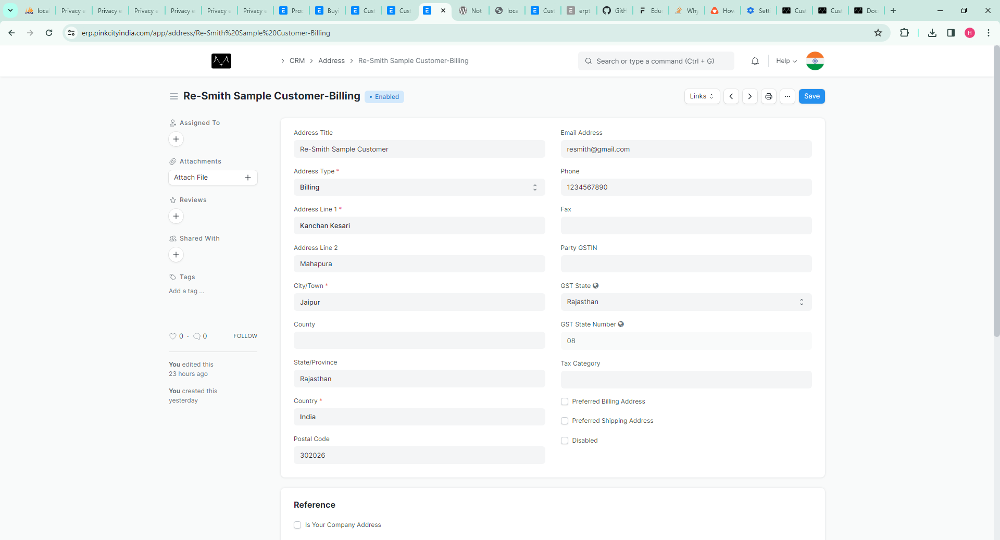 loca
Privacy e
Privacy e
Privacy e
Privacy e
Privacy e
Privacy e
Proc
Buyi
Cust
Cust
Not
loca
Cust
erpt
GitH
Edu
Why
How
Sett
Cust
Cust
Doc
erp.pinkcityindia.com/app/address/Re-Smith%20Sample%20Customer-Billing
H
CRM
Address
Re-Smith Sample Customer-Billing
Search or type a command (Ctrl + G)
Help
Re-Smith Sample Customer-Billing
Enabled
Links
Save
Assigned To
Attachments
Attach File
Reviews
Shared With
Tags
Add a tag ...
0 · 0 FOLLOW
You edited this
23 hours ago
You created this
yesterday
Address Title
Re-Smith Sample Customer
Address Type *
Billing
Address Line 1 *
Kanchan Kesari
Address Line 2
Mahapura
City/Town *
Jaipur
County
State/Province
Rajasthan
Country *
India
Postal Code
302026
Email Address
resmith@gmail.com
Phone
1234567890
Fax
Party GSTIN
GST State
Rajasthan
GST State Number
08
Tax Category
Preferred Billing Address
Preferred Shipping Address
Disabled
Reference
Is Your Company Address